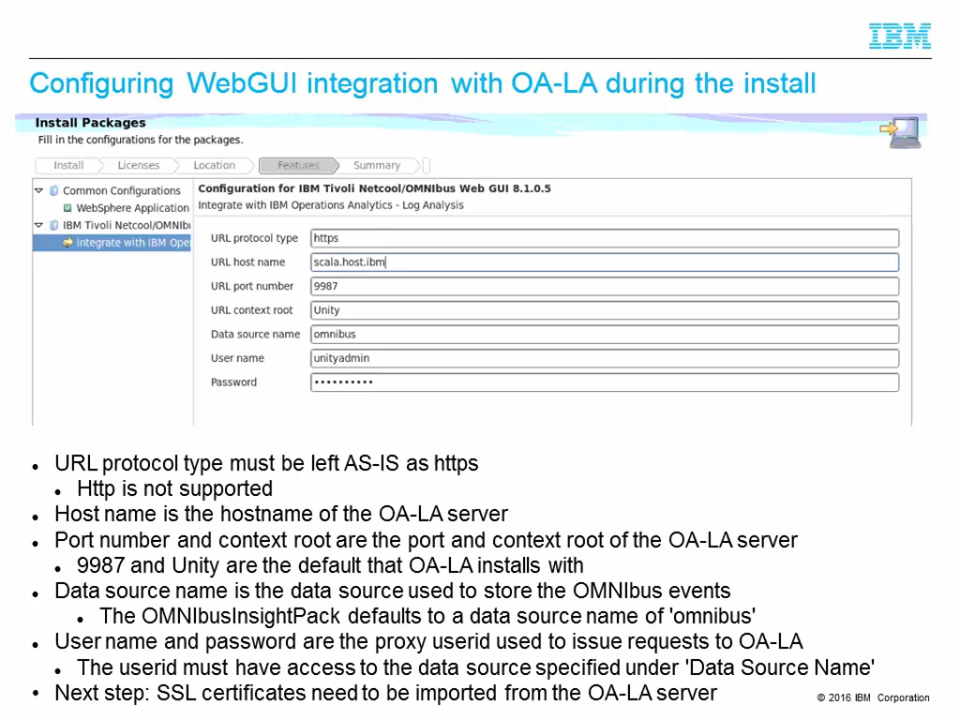 IBM
Configuring WebGUI integration with OA-LA during the install
Install Packages
Fill in the configurations for the packages.
Install Licenses Location Features Summary
Common Configurations
WebSphere Application
IBM Tivoli Netcool/OMNIbu
Integrate with IBM Oper
Configuration for IBM Tivoli Netcool/OMNIbus Web GUI 8.1.0.5
Integrate with IBM Operations Analytics - Log Analysis
URL protocol type https
URL host name scala.host.ibm
URL port number 9987
URL context root Unity
Data source name omnibus
User name unityadmin
Password ••••••••••
● URL protocol type must be left AS-IS as https
● Http is not supported
● Host name is the hostname of the OA-LA server
● Port number and context root are the port and context root of the OA-LA server
● 9987 and Unity are the default that OA-LA installs with
● Data source name is the data source used to store the OMNIbus events
● The OMNIbusInsightPack defaults to a data source name of 'omnibus'
● User name and password are the proxy userid used to issue requests to OA-LA
● The userid must have access to the data source specified under 'Data Source Name'
• Next step: SSL certificates need to be imported from the OA-LA server
© 2016 IBM Corporation